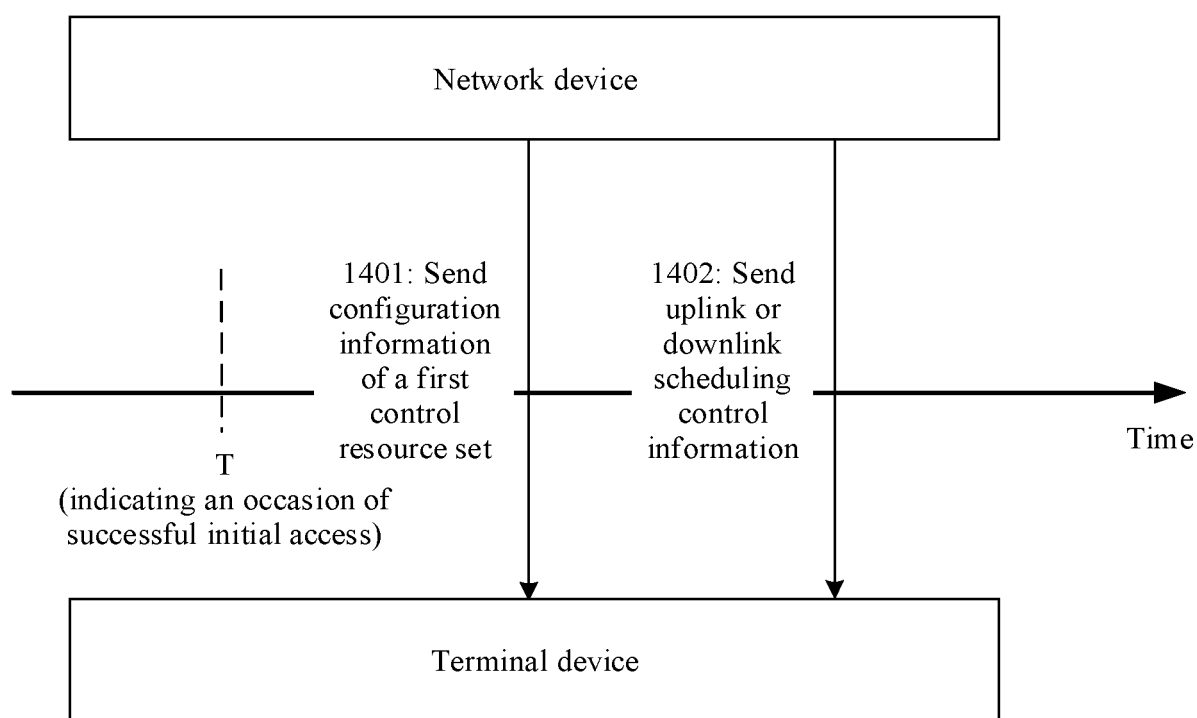 Network device
1401: Send
configuration
information
of a first
control
resource set
1402: Send
uplink or
downlink
scheduling
control
information
Time
T
(indicating an occasion of
successful initial access)
Terminal device